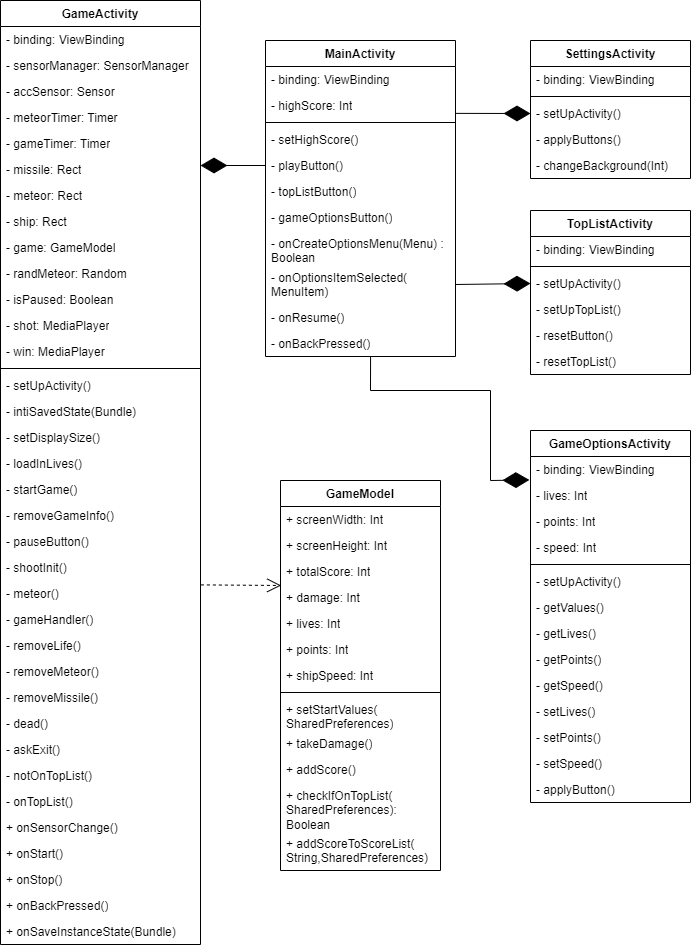 GameActivity
- binding: ViewBinding
- sensorManager: SensorManager
- accSensor: Sensor
- meteorTimer: Timer
- gameTimer: Timer
- missile: Rect
- meteor: Rect
- ship: Rect
- game: GameModel
- randMeteor: Random
- isPaused: Boolean
- shot: MediaPlayer
- win: MediaPlayer
- setUpActivity()
- intiSavedState(Bundle)
- setDisplaySize()
- loadInLives()
- startGame()
- removeGameInfo()
- pauseButton()
- shootInit()
- meteor()
- gameHandler()
- removeLife()
- removeMeteor()
- removeMissile()
- dead()
- askExit()
- notOnTopList()
- onTopList()
+ onSensorChange()
+ onStart()
+ onStop()
+ onBackPressed()
+ onSaveInstanceState(Bundle)
MainActivity
- binding: ViewBinding
- highScore: Int
- setHighScore()
- playButton()
- topListButton()
- gameOptionsButton()
- onCreateOptionsMenu(Menu) :
Boolean
- onOptionsItemSelected(
MenuItem)
- onResume()
- onBackPressed()
GameModel
+ screenWidth: Int
+ screenHeight: Int
+ totalScore: Int
+ damage: Int
+ lives: Int
+ points: Int
+ shipSpeed: Int
+ setStartValues(
SharedPreferences)
+ takeDamage()
+ addScore()
+ checkIfOnTopList(
SharedPreferences):
Boolean
+ addScoreToScoreList(
String,SharedPreferences)
SettingsActivity
- binding: ViewBinding
- setUpActivity()
- applyButtons()
- changeBackground(Int)
TopListActivity
- binding: ViewBinding
- setUpActivity()
- setUpTopList()
- resetButton()
- resetTopList()
GameOptionsActivity
- binding: ViewBinding
- lives: Int
- points: Int
- speed: Int
- setUpActivity()
- getValues()
- getLives()
- getPoints()
- getSpeed()
- setLives()
- setPoints()
- setSpeed()
- applyButton()